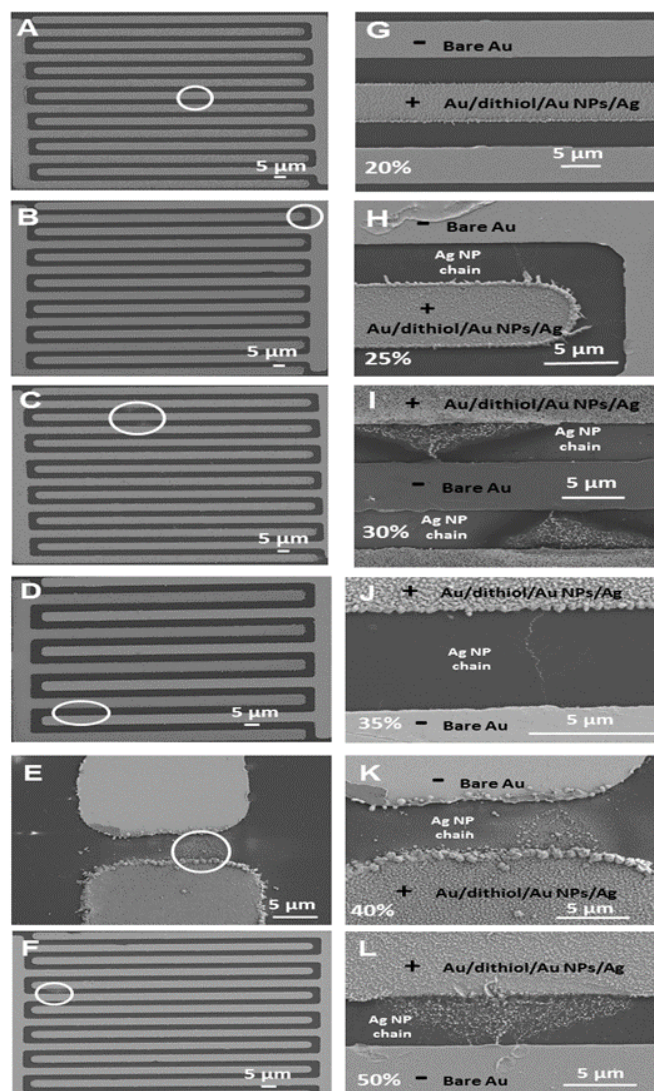 A
5 µm
G
- Bare Au
+ Au/dithiol/Au NPs/Ag
20%
5 µm
B
5 µm
H
- Bare Au
Ag NP
chain
+
Au/dithiol/Au NPs/Ag
25%
5 µm
C
5 µm
I
+ Au/dithiol/Au NPs/Ag
Ag NP
chain
- Bare Au
5 µm
Ag NP
chain
30%
D
5 µm
J
+ Au/dithiol/Au NPs/Ag
Ag NP
chain
35%
- Bare Au
5 µm
E
5 µm
K
- Bare Au
Ag NP
chain
+
Au/dithiol/Au NPs/Ag
40%
5 µm
F
5 µm
L
+
Au/dithiol/Au NPs/Ag
Ag NP
chain
50%
- Bare Au
5 µm